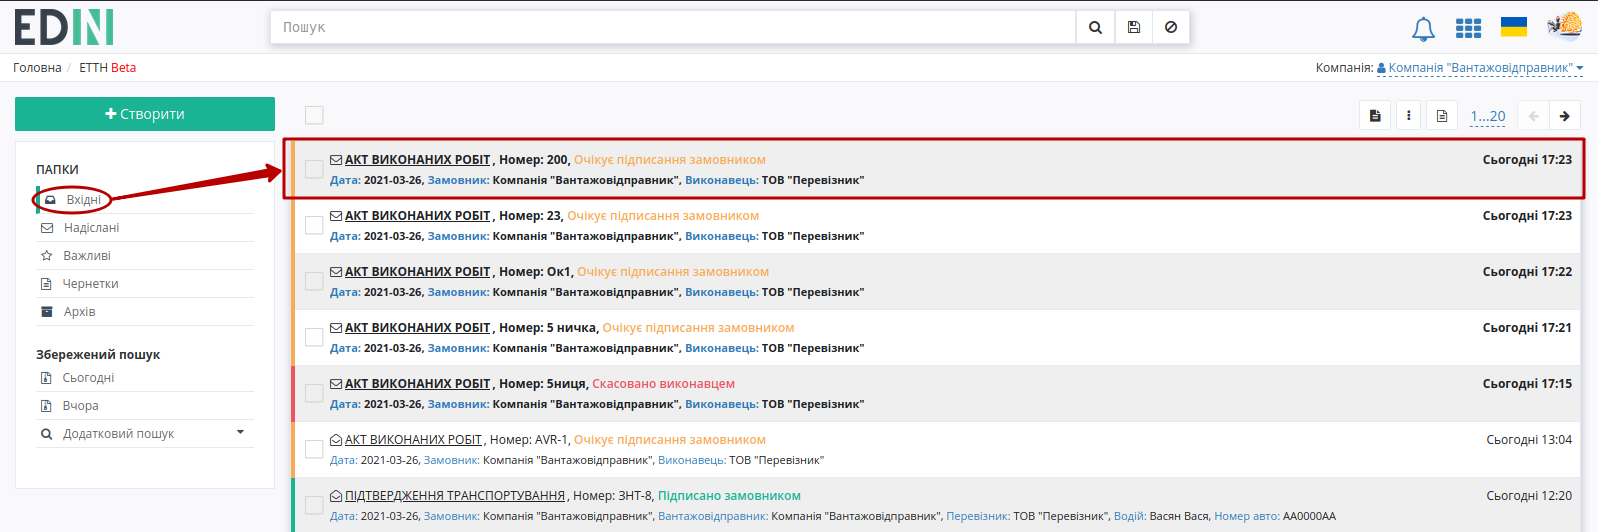 EDIN
Пошук
Головна / ЕТТН Beta
Компанія: Компанія "Вантажовідправник"
Створити
1...20
ПАПКИ
Вхідні
Надіслані
Важливі
Чернетки
Архів
Збережений пошук
Сьогодні
Вчора
Додатковий пошук
АКТ ВИКОНАНИХ РОБІТ, Номер: 200, Очікує підписання замовником Сьогодні 17:23
Дата: 2021-03-26, Замовник: Компанія "Вантажовідправник", Виконавець: ТОВ "Перевізник"
АКТ ВИКОНАНИХ РОБІТ, Номер: 23, Очікує підписання замовником Сьогодні 17:23
Дата: 2021-03-26, Замовник: Компанія "Вантажовідправник", Виконавець: ТОВ "Перевізник"
АКТ ВИКОНАНИХ РОБІТ, Номер: Ок1, Очікує підписання замовником Сьогодні 17:22
Дата: 2021-03-26, Замовник: Компанія "Вантажовідправник", Виконавець: ТОВ "Перевізник"
АКТ ВИКОНАНИХ РОБІТ, Номер: 5 ничка, Очікує підписання замовником Сьогодні 17:21
Дата: 2021-03-26, Замовник: Компанія "Вантажовідправник", Виконавець: ТОВ "Перевізник"
АКТ ВИКОНАНИХ РОБІТ, Номер: 5ниця, Скасовано виконавцем Сьогодні 17:15
Дата: 2021-03-26, Замовник: Компанія "Вантажовідправник", Виконавець: ТОВ "Перевізник"
АКТ ВИКОНАНИХ РОБІТ, Номер: AVR-1, Очікує підписання замовником Сьогодні 13:04
Дата: 2021-03-26, Замовник: Компанія "Вантажовідправник", Виконавець: ТОВ "Перевізник"
ПІДТВЕРДЖЕННЯ ТРАНСПОРТУВАННЯ, Номер: ЗНТ-8, Підписано замовником Сьогодні 12:20
Дата: 2021-03-26, Замовник: Компанія "Вантажовідправник", Вантажовідправник: Компанія "Вантажовідправник", Перевізник: ТОВ "Перевізник", Водій: Васян Вася, Номер авто: АА0000АА